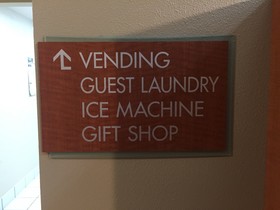 VENDING
GUEST LAUNDRY
ICE MACHINE
GIFT SHOP